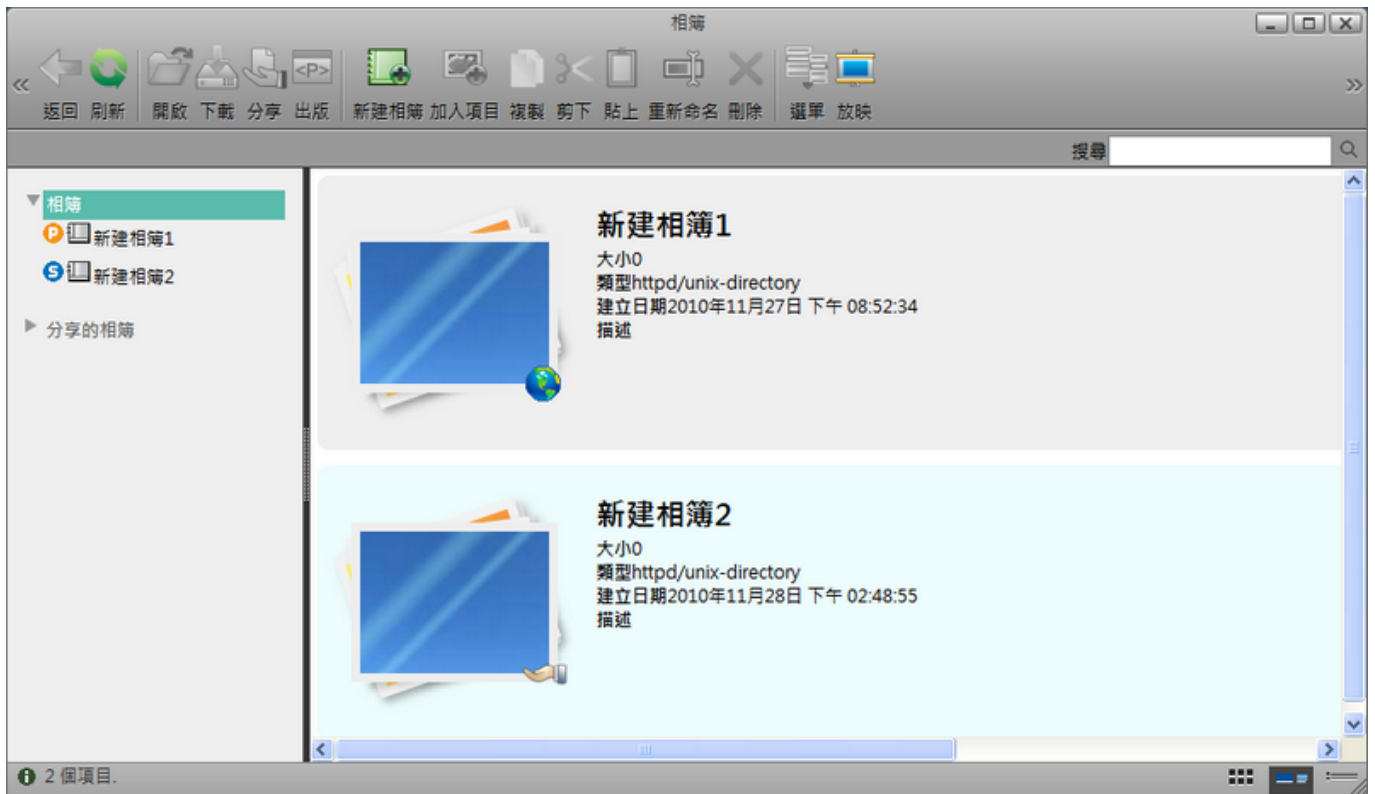 相簿
返回 刷新 開啟 下載 分享 出版 新建相簿 加入項目 複製 剪下 貼上 重新命名 刪除 選單 放映
<P>
搜尋
相簿
P 新建相簿1
S 新建相簿2
分享的相簿
新建相簿1
大小0
類型httpd/unix-directory
建立日期2010年11月27日 下午 08:52:34
描述
新建相簿2
大小0
類型httpd/unix-directory
建立日期2010年11月28日 下午 02:48:55
描述
2 個項目.